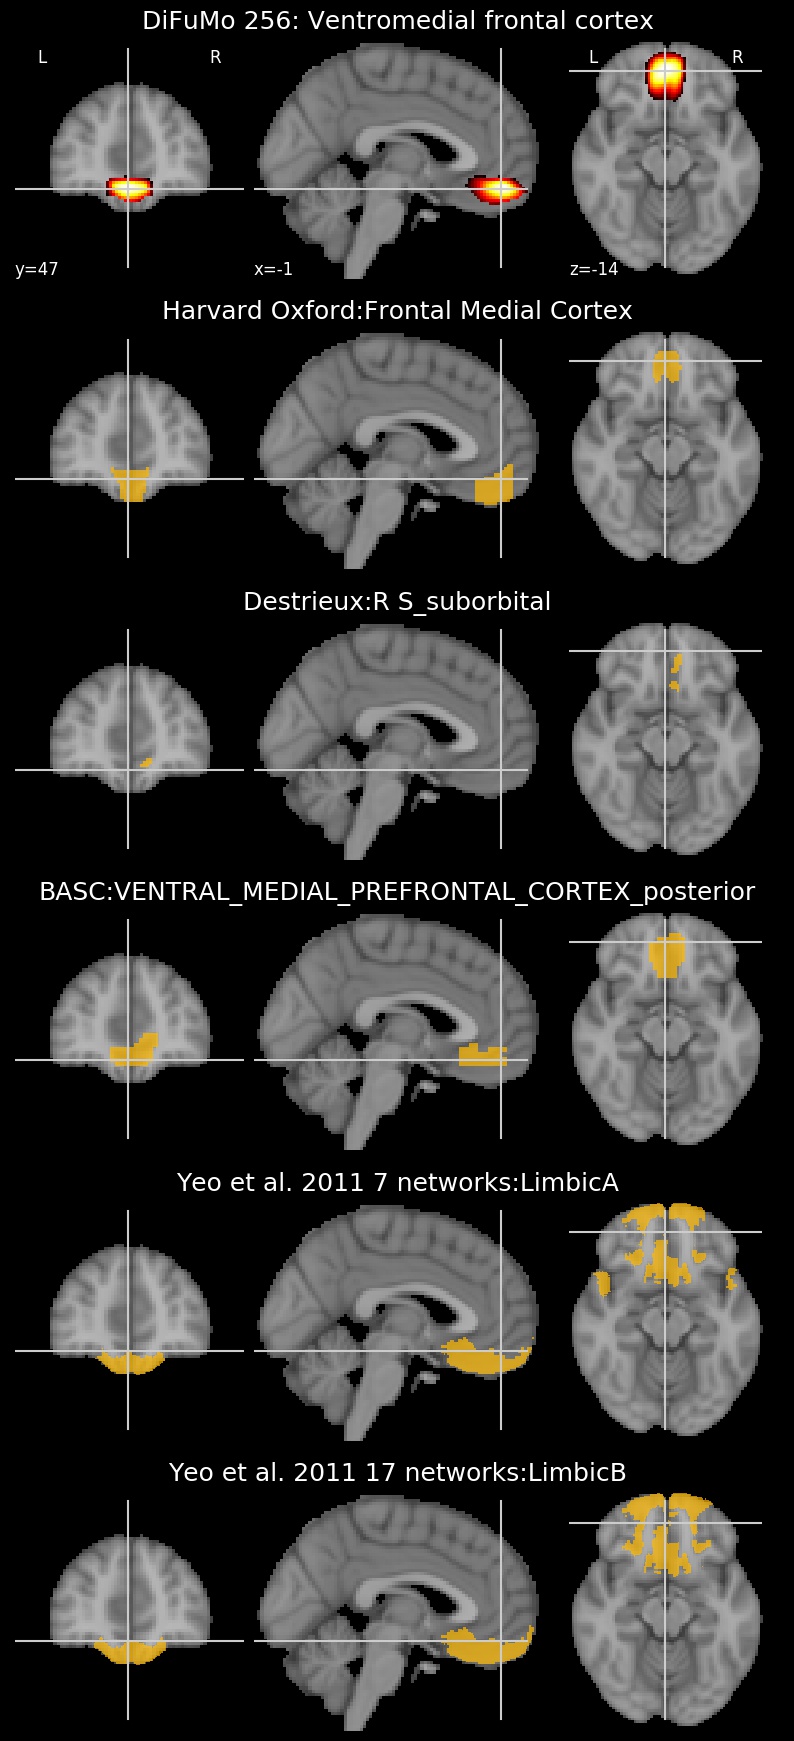 DiFuMo 256: Ventromedial frontal cortex
L R L R
y=47 x=-1 z=-14
Harvard Oxford:Frontal Medial Cortex
Destrieux:R S_suborbital
BASC:VENTRAL_MEDIAL_PREFRONTAL_CORTEX_posterior
Yeo et al. 2011 7 networks:LimbicA
Yeo et al. 2011 17 networks:LimbicB